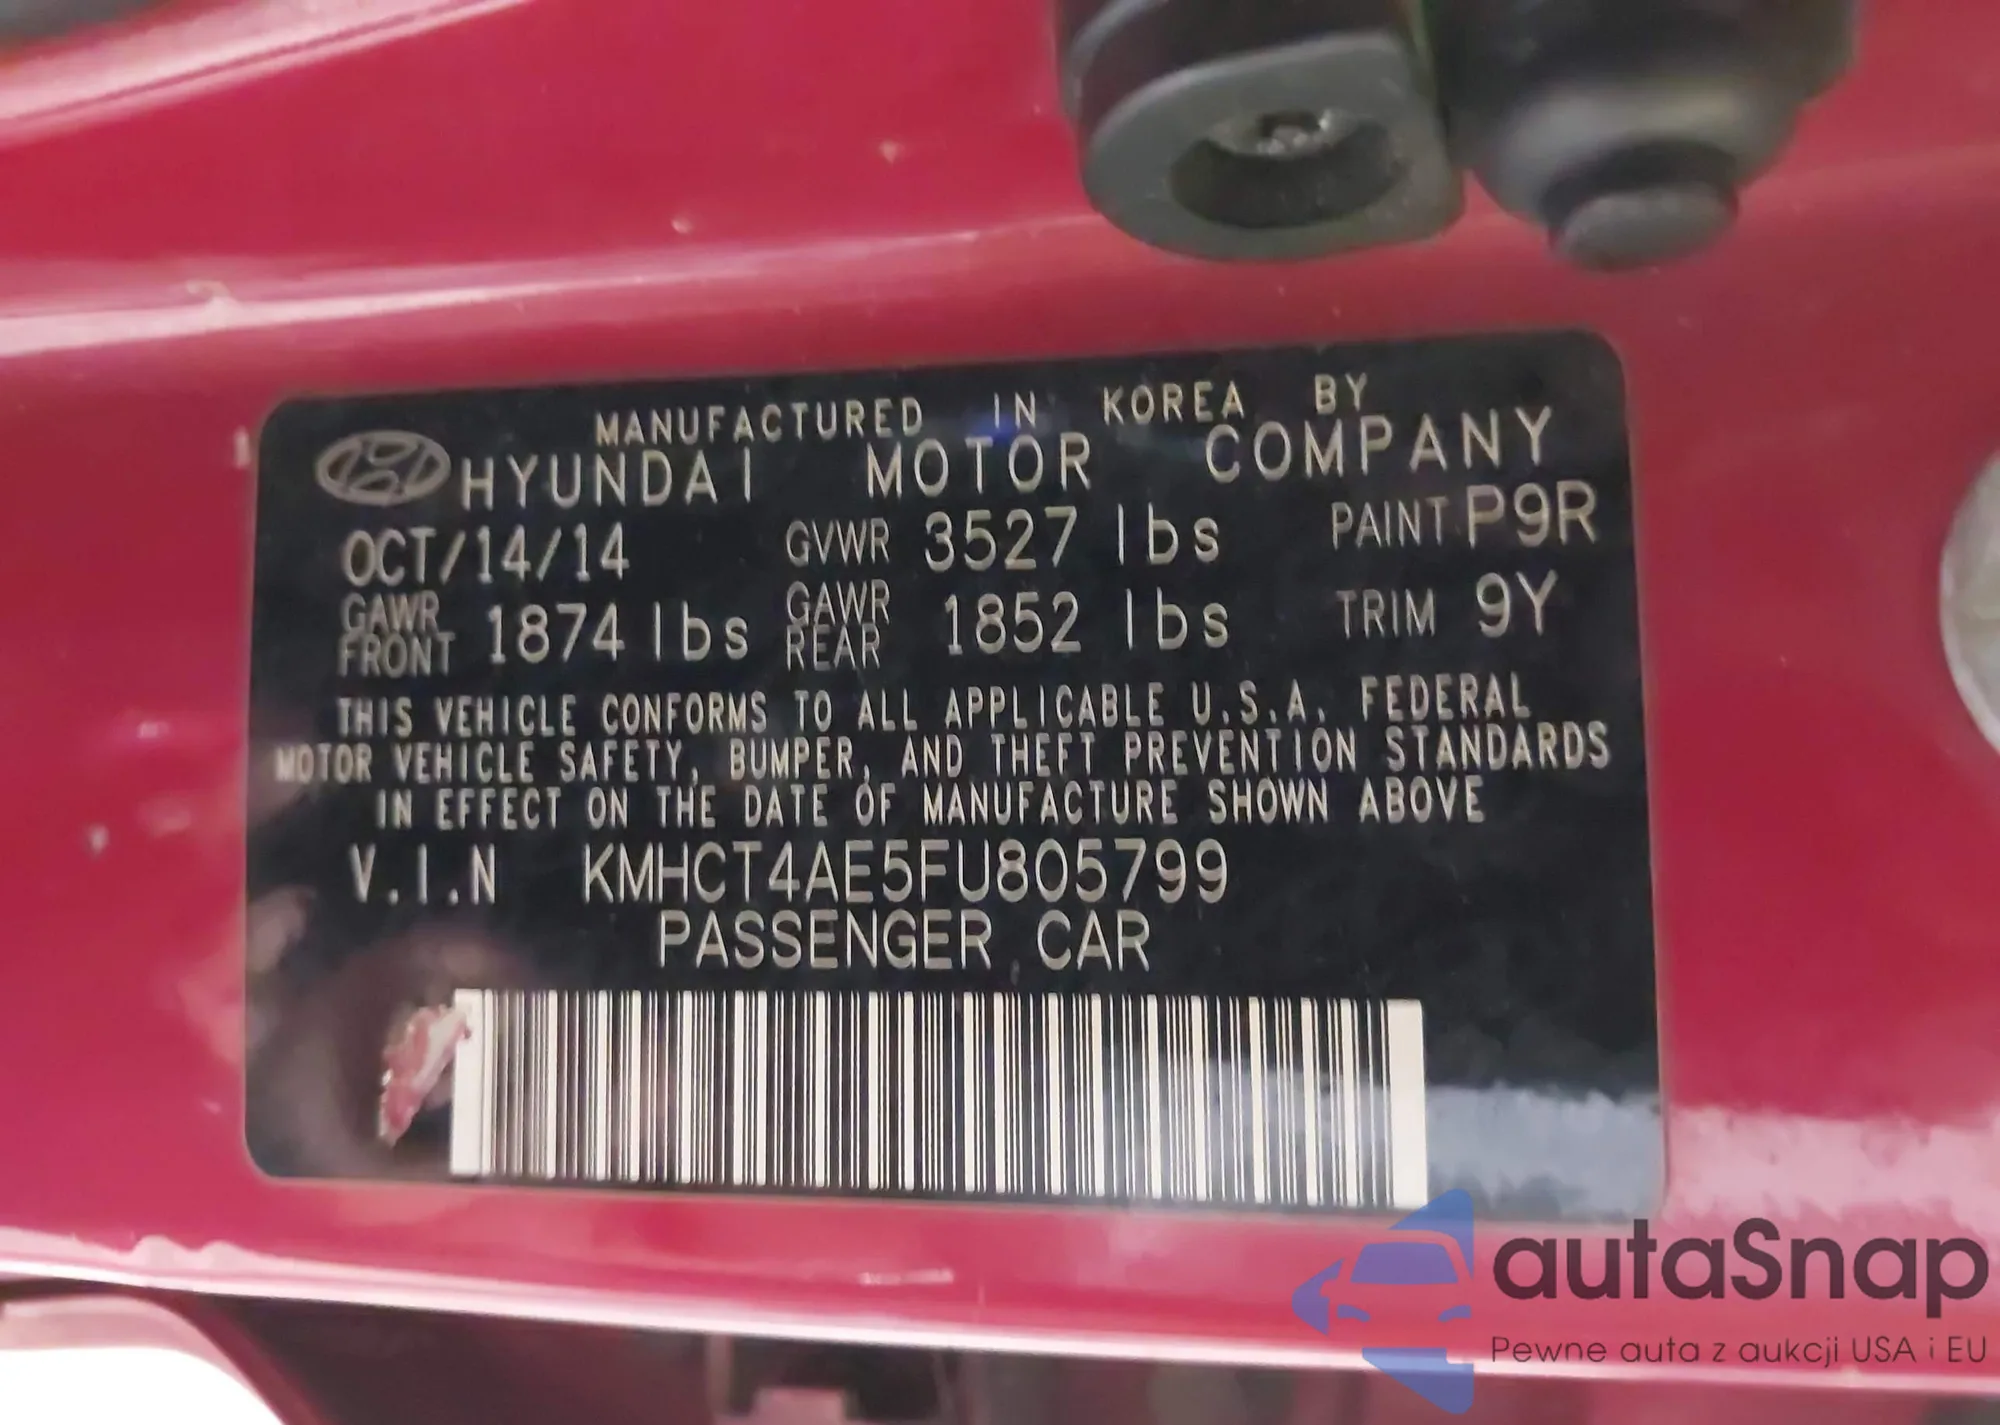 MANUFACTURED IN KOREA BY
HYUNDAI MOTOR COMPANY
OCT/14/14 GVWR 3527 lbs PAINT P9R
GAWR FRONT 1874 lbs GAWR REAR 1852 lbs TRIM 9Y
THIS VEHICLE CONFORMS TO ALL APPLICABLE U.S.A. FEDERAL
MOTOR VEHICLE SAFETY, BUMPER, AND THEFT PREVENTION STANDARDS
IN EFFECT ON THE DATE OF MANUFACTURE SHOWN ABOVE
V.I.N KMHCT4AE5FU805799
PASSENGER CAR
autaSnap
Pewne auta z aukcji USA i EU